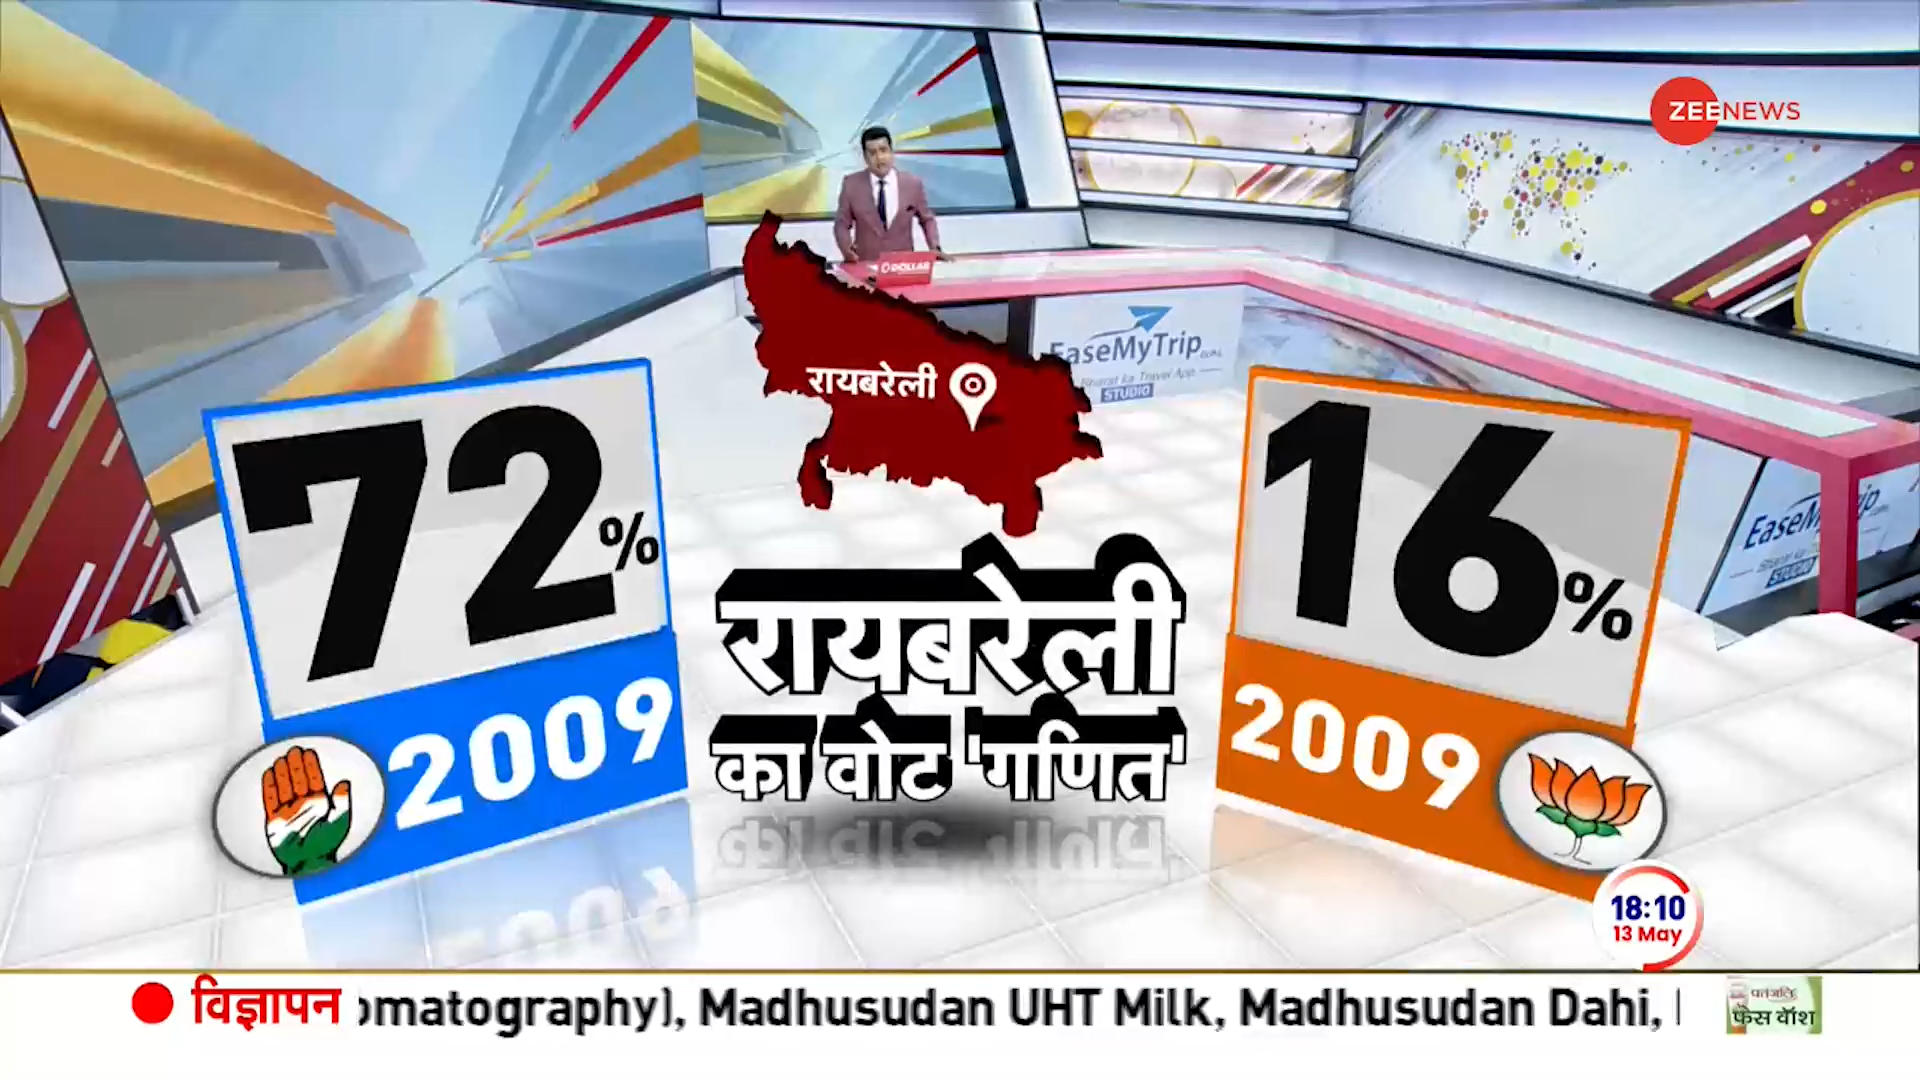 ZEENEWS
DOLLAR
EaseMyTrip
Bharat ka Travel App
STUDIO
रायबरेली
72%
2009
रायबरेली
का वोट 'गणित'
16%
2009
18:10
13 May
विज्ञापन
omatography), Madhusudan UHT Milk, Madhusudan Dahi,
पतंजलि
फेस वॉश